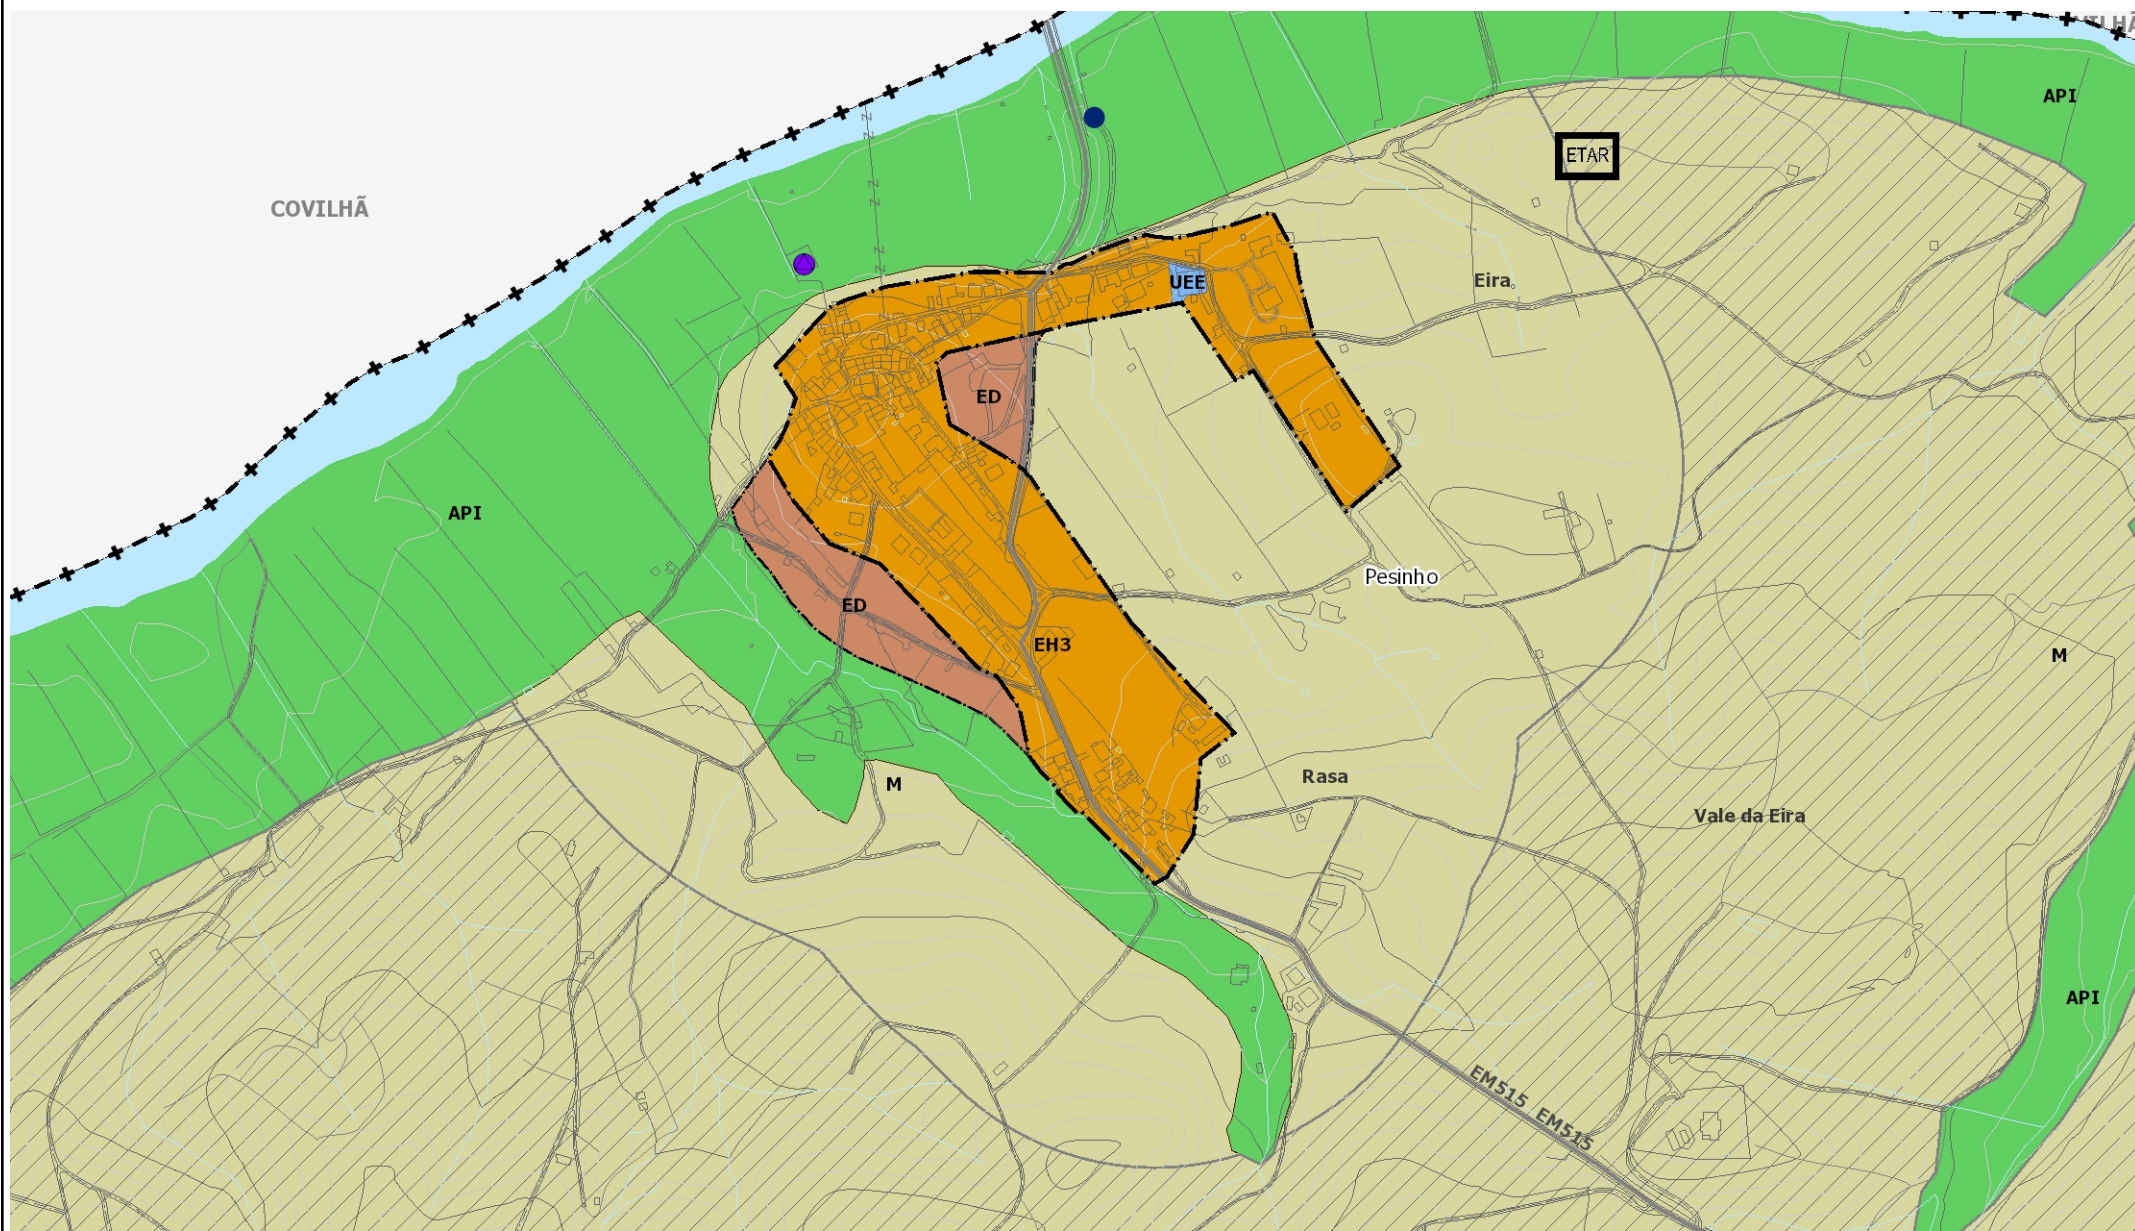 API
ETAR
COVILHÃ
Eira
UEE
ED
API
Pesinho
ED
EH3
M
Rasa
M
Vale da Eira
API
EM515 EM515